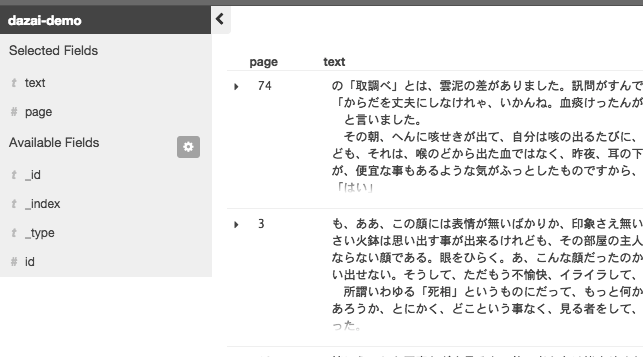 dazai-demo
Selected Fields
t text
# page
Available Fields
t _id
t _index
t _type
# id
page text
74
の「取調べ」とは、雲泥の差がありました。訊問がすんで
「からだを丈夫にしなけれゃ、いかんね。血痰けったんが
と言いました。
その朝、へんに咳せきが出て、自分は咳の出るたびに、
ども、それは、喉のどから出た血ではなく、昨夜、耳の下
が、便宜な事もあるような気がふっとしたものですから、
「はい」
3
も、ああ、この顔には表情が無いばかりか、印象さえ無い
さい火鉢は思い出す事が出来るけれども、その部屋の主人
ならない顔である。眼をひらく。あ、こんな顔だったのか
い出せない。そうして、ただもう不愉快、イライラして、
所謂いわゆる「死相」というものにだって、もっと何か
あろうか、とにかく、どこという事なく、見る者をして、
った。